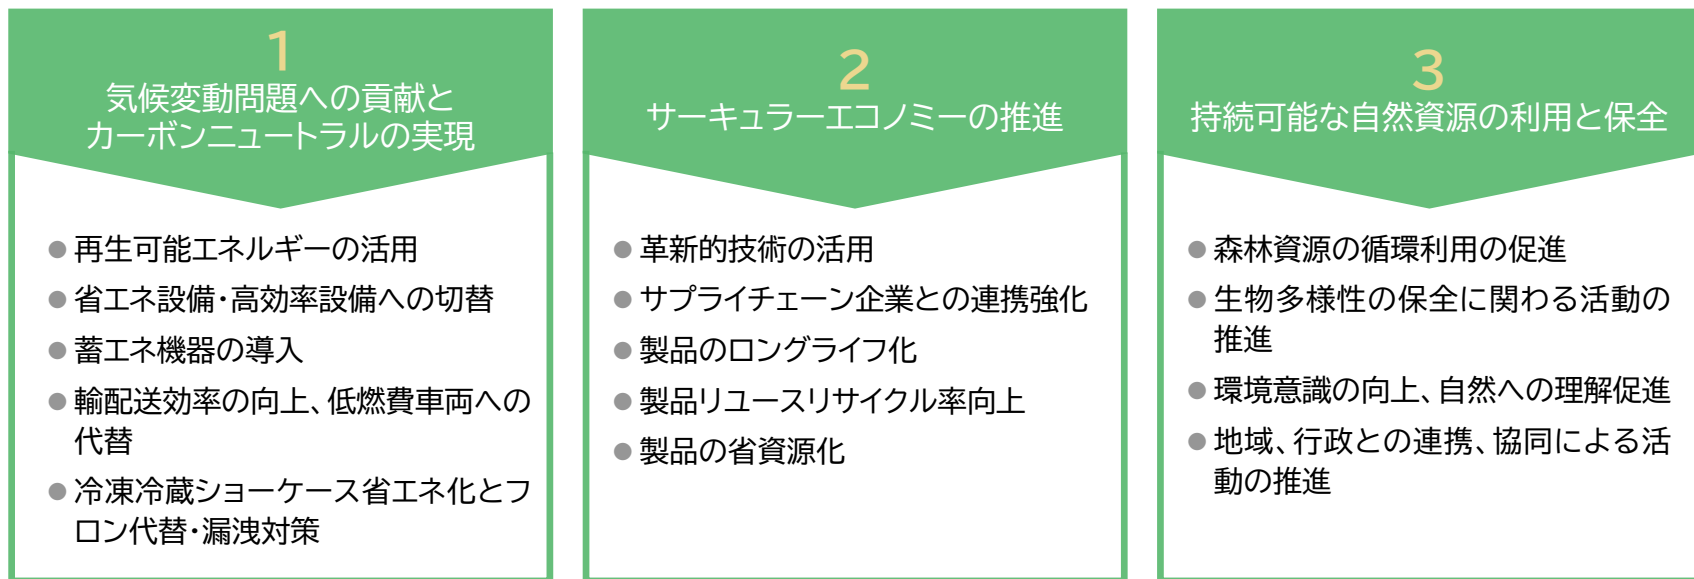 1
気候変動問題への貢献と
カーボンニュートラルの実現
●再生可能エネルギーの活用
●省エネ設備・高効率設備への切替
●蓄エネ機器の導入
●輸配送効率の向上、低燃費車両への
代替
●冷凍冷蔵ショーケース省エネ化とフ
ロン代替・漏洩対策
2
サーキュラーエコノミーの推進
●革新的技術の活用
●サプライチェーン企業との連携強化
●製品のロングライフ化
●製品リユースリサイクル率向上
●製品の省資源化
3
持続可能な自然資源の利用と保全
●森林資源の循環利用の促進
●生物多様性の保全に関わる活動の
推進
●環境意識の向上、自然への理解促進
●地域、行政との連携、協同による活
動の推進